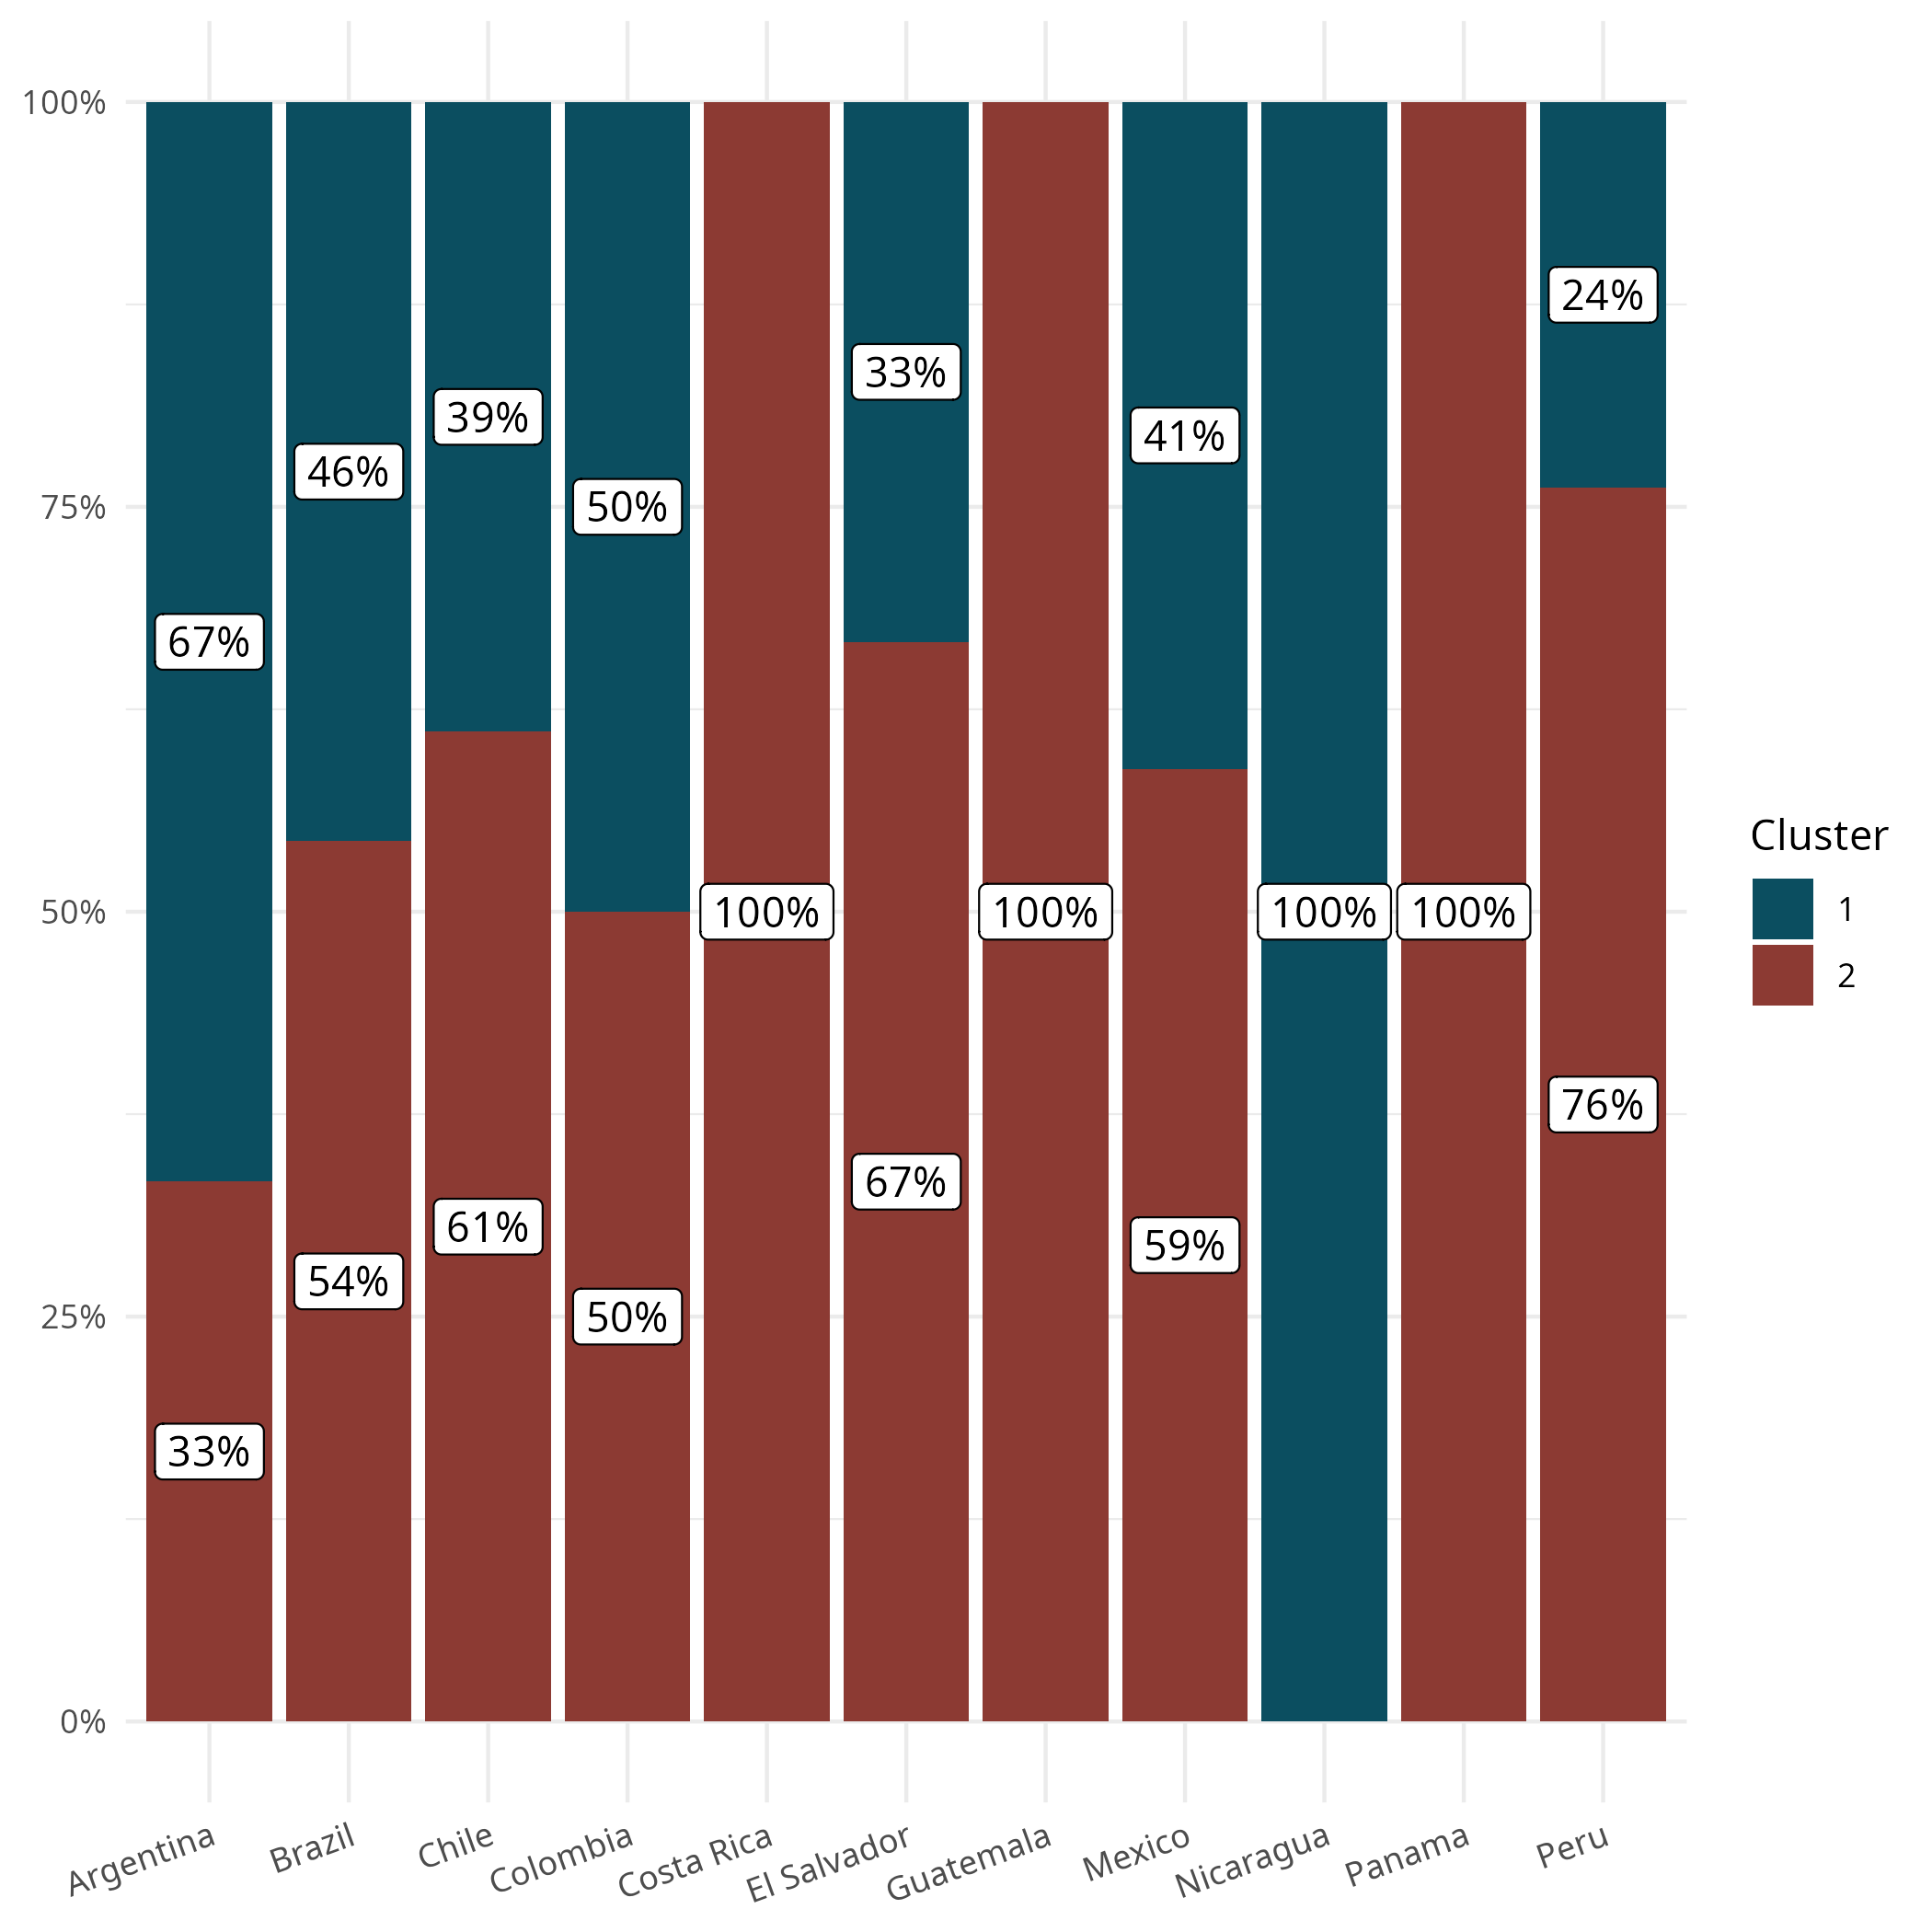 100%
75%
50%
25%
0%
67%
33%
46%
54%
39%
61%
50%
50%
100%
33%
67%
100%
41%
59%
100%
100%
24%
76%
Argentina
Brazil
Chile
Colombia
Costa Rica
El Salvador
Guatemala
Mexico
Nicaragua
Panama
Peru
Cluster
1
2